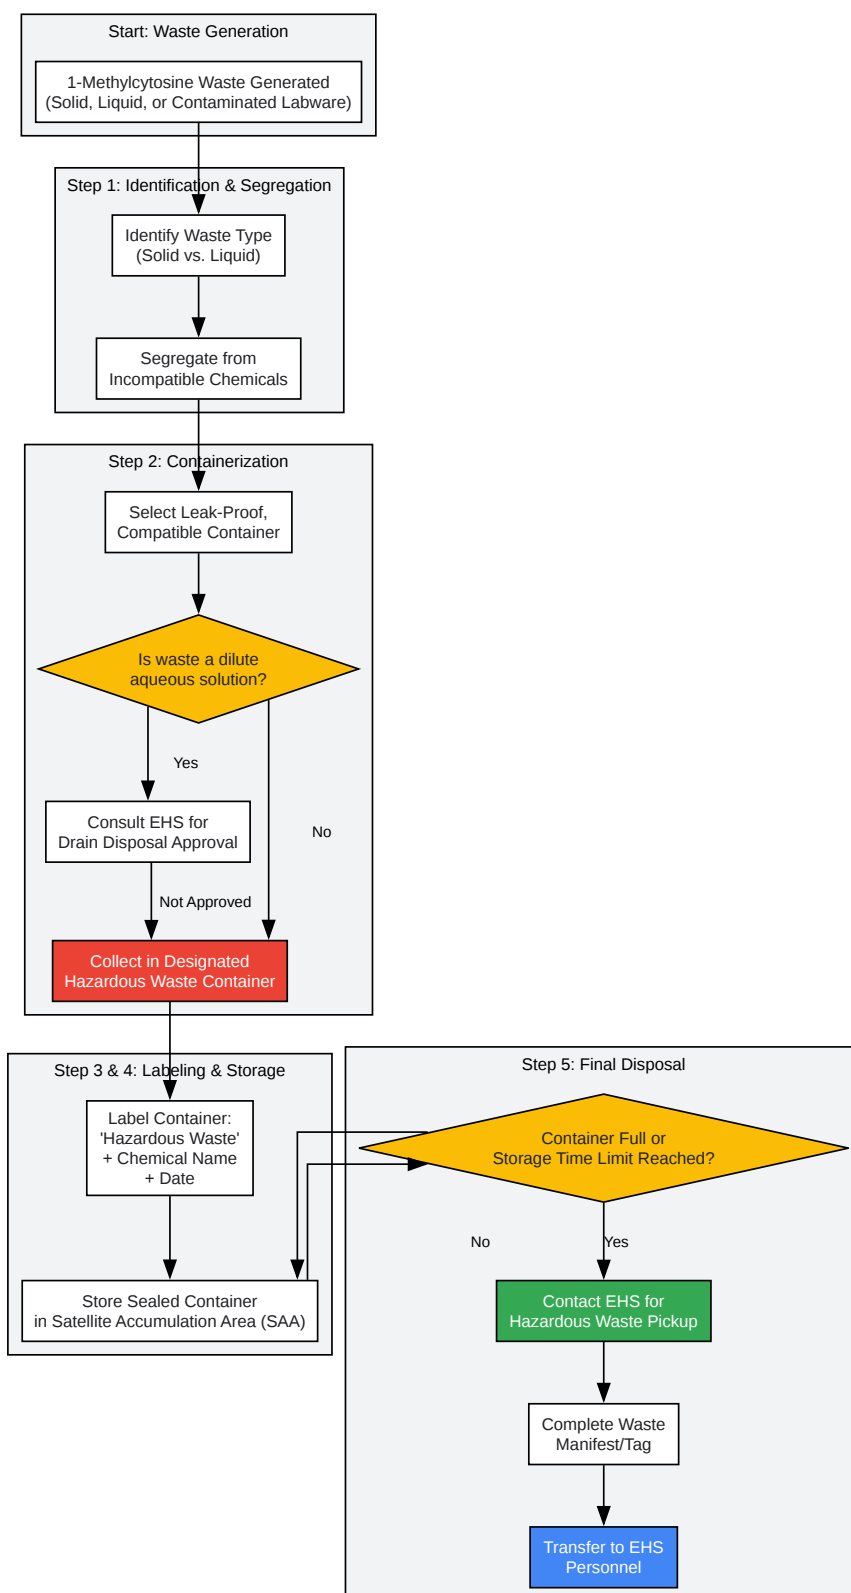 Start: Waste Generation
1-Methylcytosine Waste Generated
(Solid, Liquid, or Contaminated Labware)
Step 1: Identification & Segregation
Identify Waste Type
(Solid vs. Liquid)
Segregate from
Incompatible Chemicals
Step 2: Containerization
Select Leak-Proof,
Compatible Container
Is waste a dilute
aqueous solution?
Yes
No
Consult EHS for
Drain Disposal Approval
Not Approved
Collect in Designated
Hazardous Waste Container
Step 3 & 4: Labeling & Storage
Label Container:
'Hazardous Waste'
+ Chemical Name
+ Date
Store Sealed Container
in Satellite Accumulation Area (SAA)
Step 5: Final Disposal
Container Full or
Storage Time Limit Reached?
No
Yes
Contact EHS for
Hazardous Waste Pickup
Complete Waste
Manifest/Tag
Transfer to EHS
Personnel